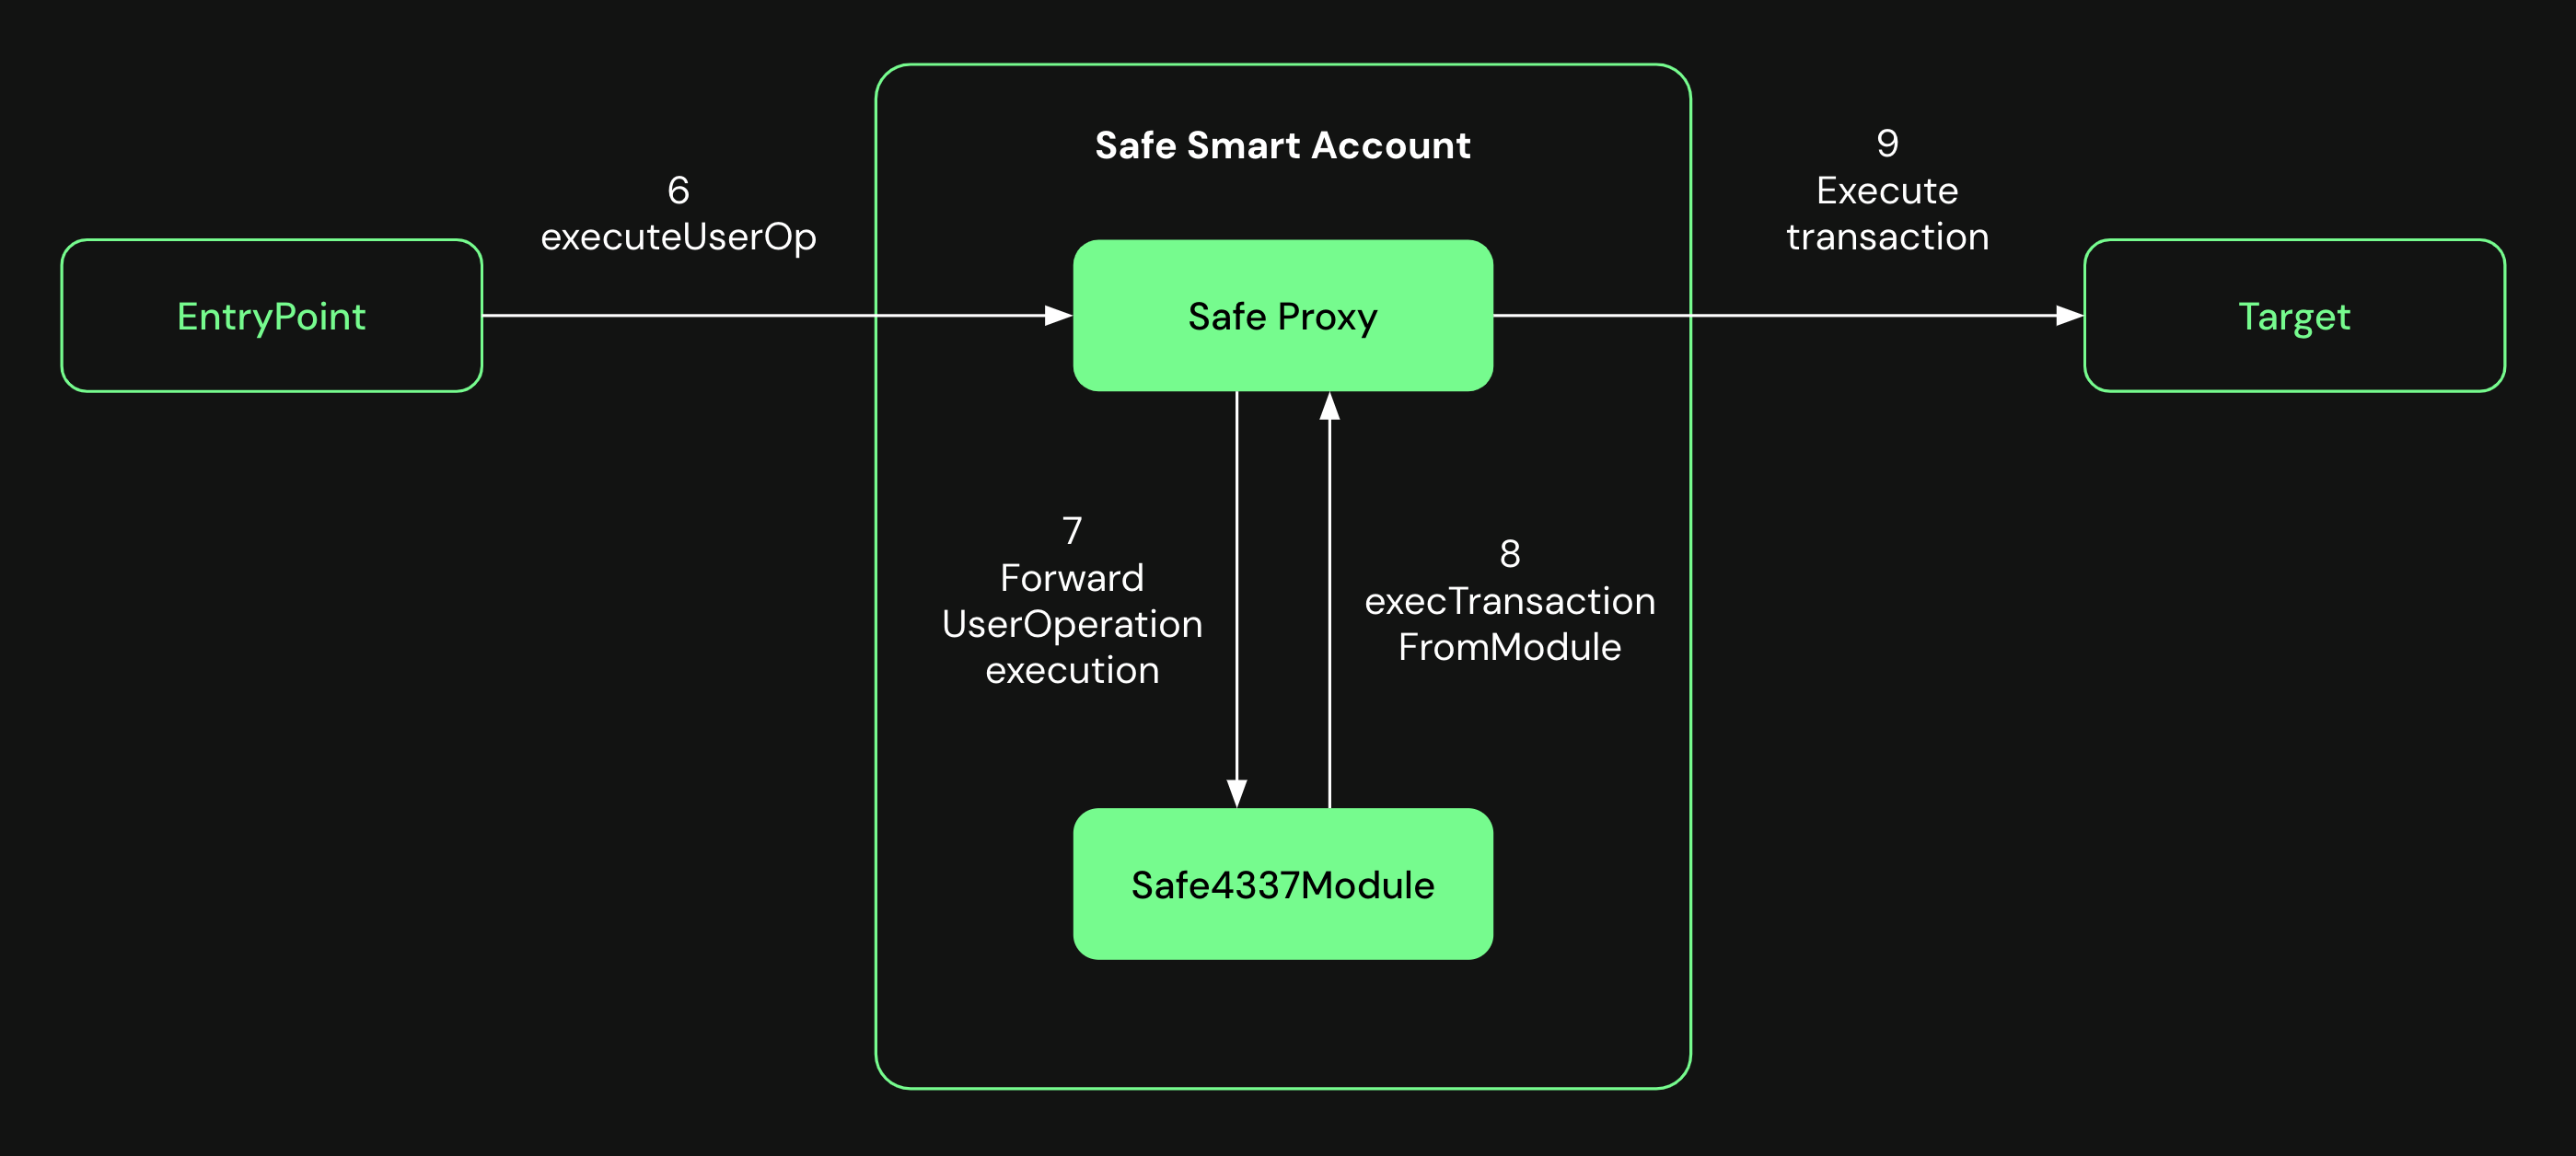 Safe Smart Account
6
executeUserOp
9
Execute
transaction
EntryPoint
Safe Proxy
Target
7
Forward
UserOperation
execution
8
execTransaction
FromModule
Safe4337Module